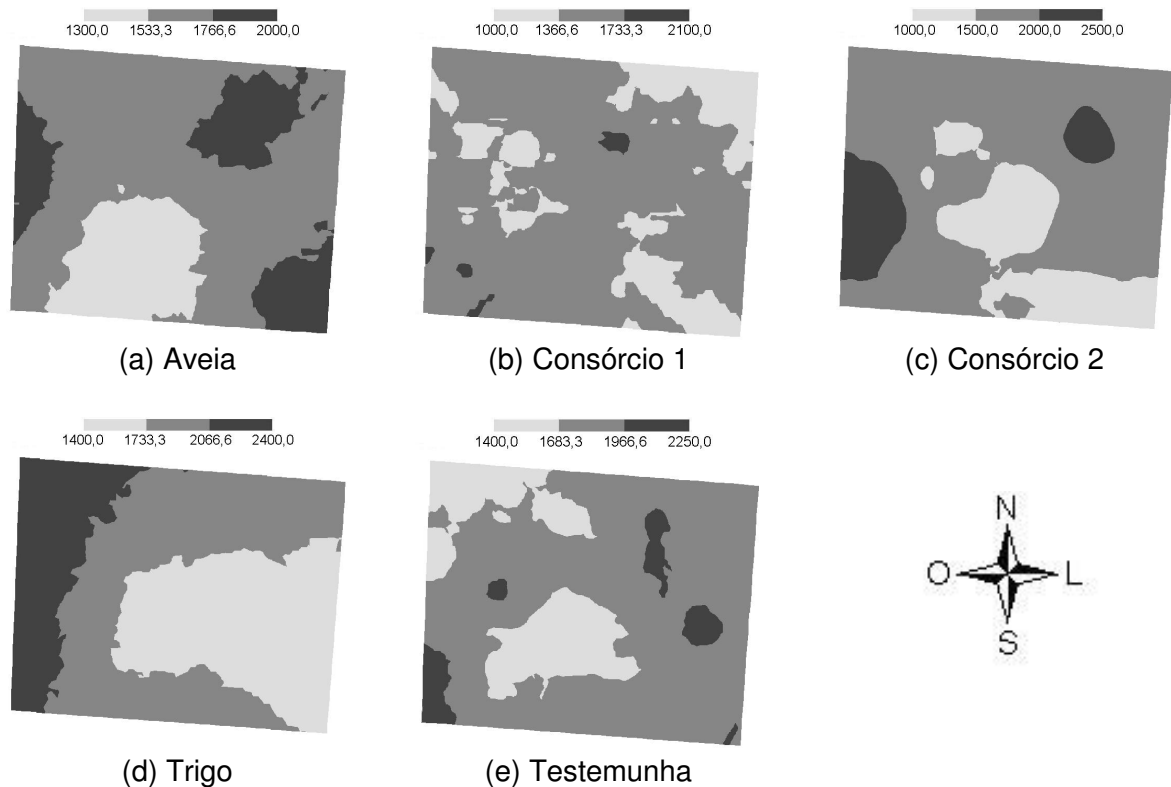 1300,0 1533,3 1766,6 2000,0
1000,0 1366,6 1733,3 2100,0
1000,0 1500,0 2000,0 2500,0
(a) Aveia
(b) Consórcio 1
(c) Consórcio 2
1400,0 1733,3 2066,6 2400,0
1400,0 1683,3 1966,6 2250,0
N
O L
S
(d) Trigo
(e) Testemunha